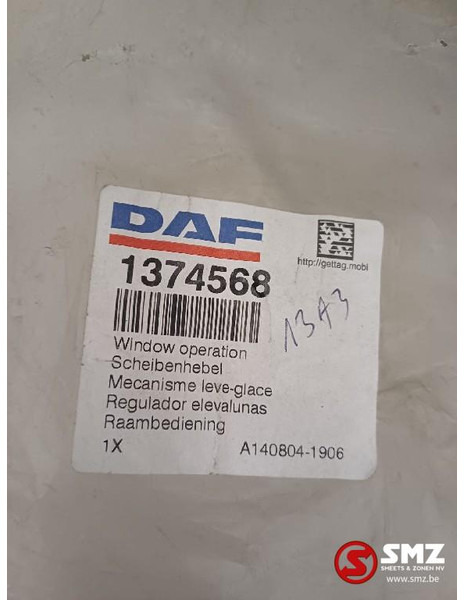 DAF
http://gettag.mobi
1374568
13A3
Window operation
Scheibenhebel
Mecanisme leve-glace
Regulador elevalunas
Raambediening
1X A140804-1906
SMZ
SMEETS & ZONEN NV
www.smz.be